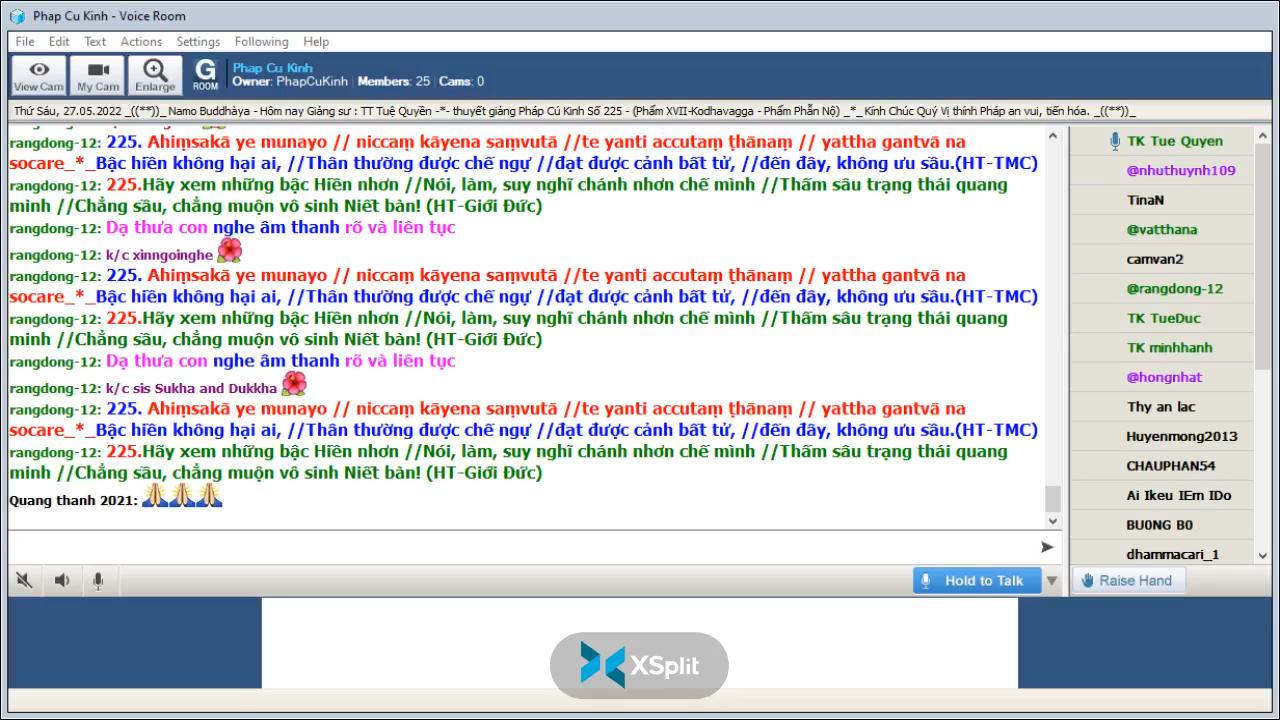 Phap Cu Kinh - Voice Room
File Edit Text Actions Settings Following Help
View Cam My Cam Enlarge G ROOM
Phap Cu Kinh
Owner: PhapCuKinh | Members: 25 | Cams: 0
Thứ Sáu, 27.05.2022 _((**))_ Namo Buddhàya - Hôm nay Giảng sư : TT Tuệ Quyền -*- thuyết giảng Pháp Cú Kinh Số 225 - (Phẩm XVII-Kodhavagga - Phẩm Phẫn Nộ) _*_ Kính Chúc Quý Vị thính Pháp an vui, tiến hóa. _((**))_
rangdong-12: 225. Ahiṃsakā ye munayo // niccaṃ kāyena saṃvutā //te yanti accutaṃ ṭhānaṃ // yattha gantvā na
socare_*_Bậc hiền không hại ai, //Thân thường được chế ngự //đạt được cảnh bất tử, //đến đây, không ưu sầu.(HT-TMC)
rangdong-12: 225.Hãy xem những bậc Hiền nhơn //Nói, làm, suy nghĩ chánh nhơn chế mình //Thấm sâu trạng thái quang
minh //Chẳng sầu, chẳng muộn vô sinh Niết bàn! (HT-Giới Đức)
rangdong-12: Dạ thưa con nghe âm thanh rõ và liên tục
rangdong-12: k/c xinngoinghe
rangdong-12: 225. Ahiṃsakā ye munayo // niccaṃ kāyena saṃvutā //te yanti accutaṃ ṭhānaṃ // yattha gantvā na
socare_*_Bậc hiền không hại ai, //Thân thường được chế ngự //đạt được cảnh bất tử, //đến đây, không ưu sầu.(HT-TMC)
rangdong-12: 225.Hãy xem những bậc Hiền nhơn //Nói, làm, suy nghĩ chánh nhơn chế mình //Thấm sâu trạng thái quang
minh //Chẳng sầu, chẳng muộn vô sinh Niết bàn! (HT-Giới Đức)
rangdong-12: Dạ thưa con nghe âm thanh rõ và liên tục
rangdong-12: k/c sis Sukha and Dukkha
rangdong-12: 225. Ahiṃsakā ye munayo // niccaṃ kāyena saṃvutā //te yanti accutaṃ ṭhānaṃ // yattha gantvā na
socare_*_Bậc hiền không hại ai, //Thân thường được chế ngự //đạt được cảnh bất tử, //đến đây, không ưu sầu.(HT-TMC)
rangdong-12: 225.Hãy xem những bậc Hiền nhơn //Nói, làm, suy nghĩ chánh nhơn chế mình //Thấm sâu trạng thái quang
minh //Chẳng sầu, chẳng muộn vô sinh Niết bàn! (HT-Giới Đức)
Quang thanh 2021:
TK Tue Quyen
@nhuthuynh109
TinaN
@vatthana
camvan2
@rangdong-12
TK TueDuc
TK minhhanh
@hongnhat
Thy an lac
Huyenmong2013
CHAUPHAN54
Ai lkeu IEm IDo
BU0NG B0
dhammacari_1
Hold to Talk
Raise Hand
XSplit